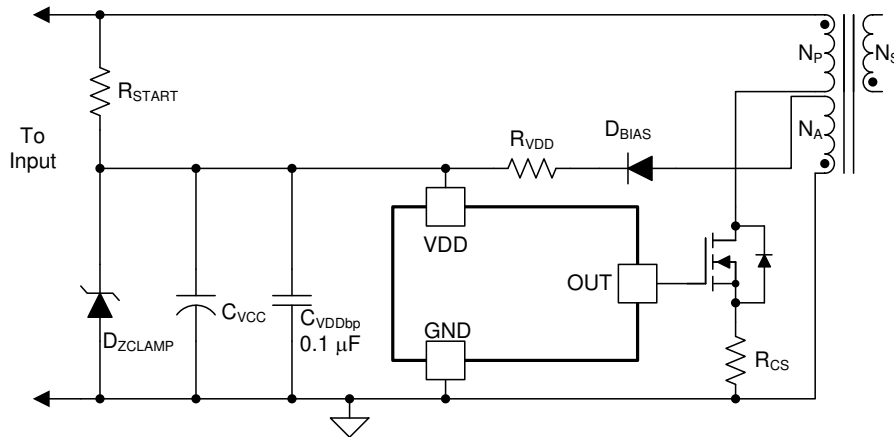 NP
NS
RSTART
To
Input
RVDD
DBIAS
NA
VDD
OUT
DZCLAMP
CVCC
CVDDbp
0.1 µF
GND
RCS